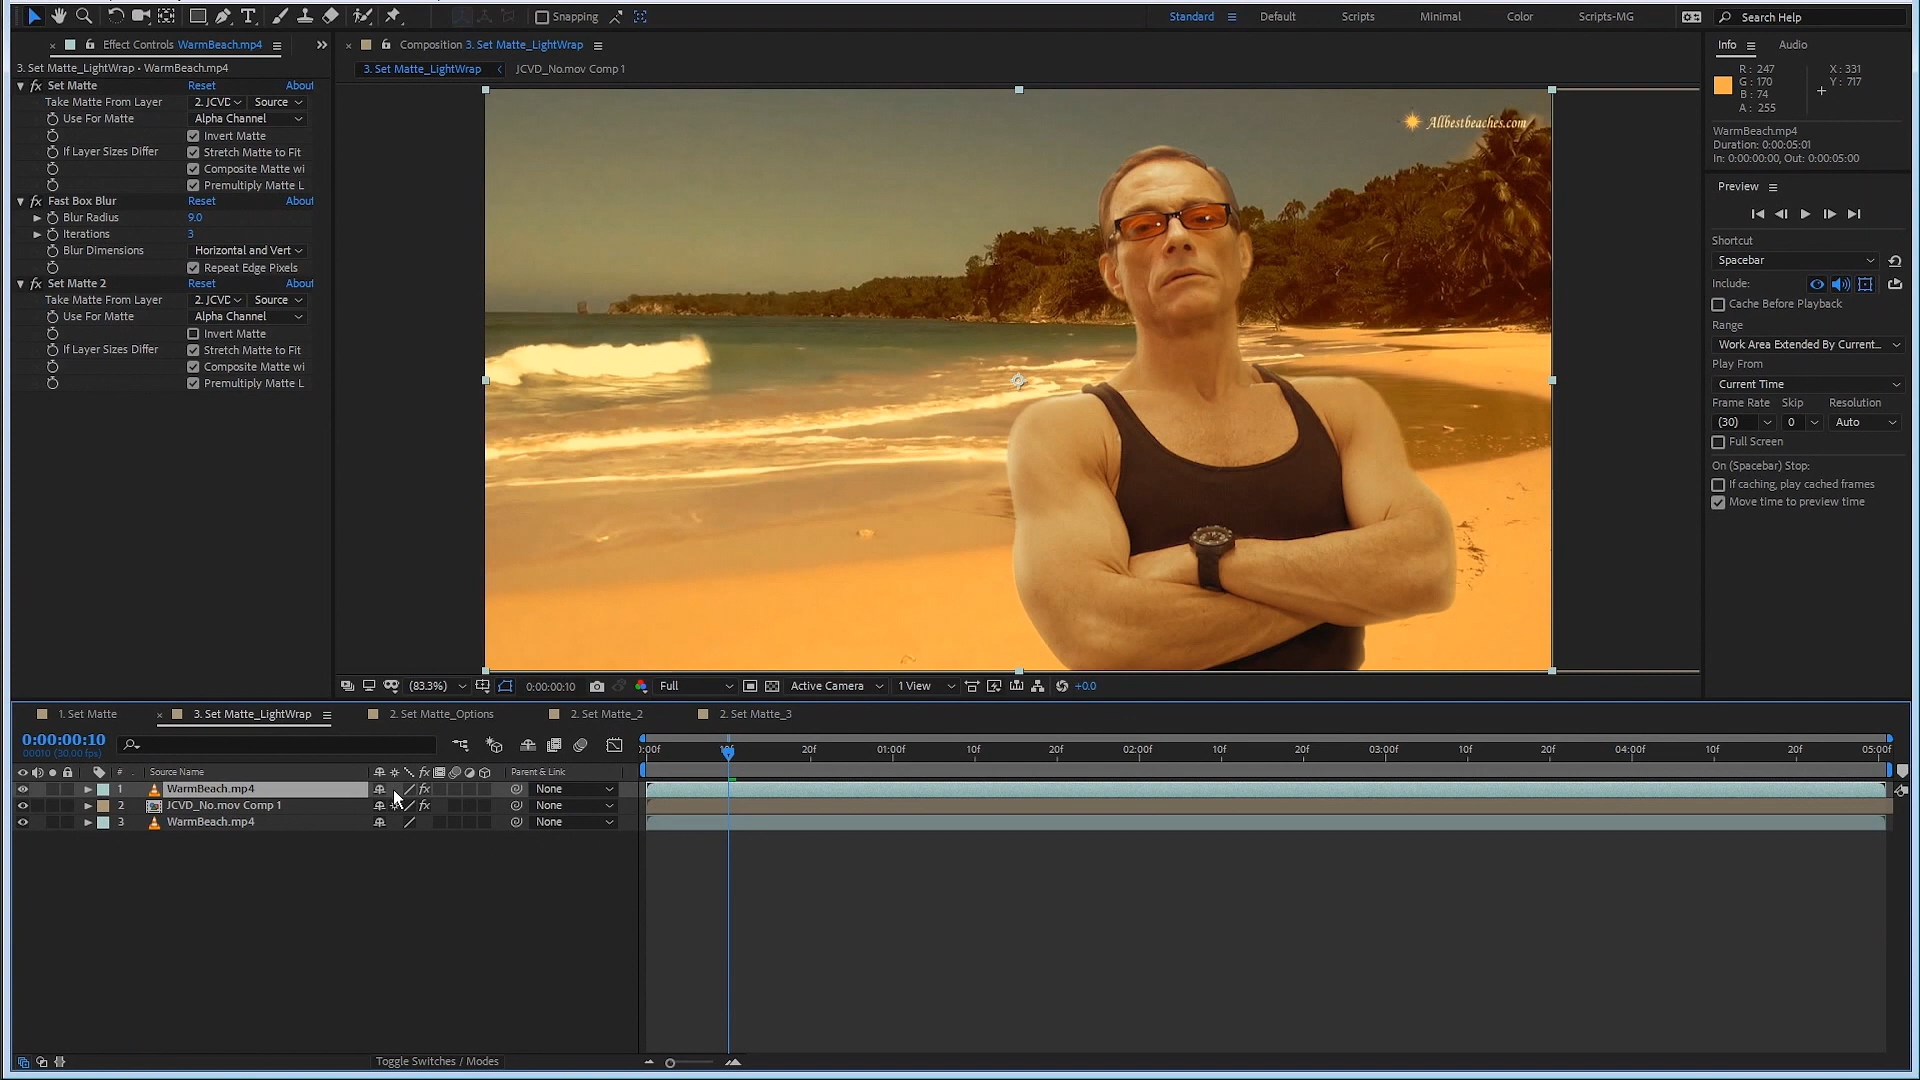 Snapping
Standard
Default
Scripts
Minimal
Color
Scripts-MG
Search Help
Effect Controls WarmBeach.mp4
3. Set Matte_LightWrap • WarmBeach.mp4
Set Matte Reset About
Take Matte From Layer 2. JCVD Source
Use For Matte Alpha Channel
Invert Matte
If Layer Sizes Differ Stretch Matte to Fit
Composite Matte wi
Premultiply Matte L
Fast Box Blur Reset About
Blur Radius 9.0
Iterations 3
Blur Dimensions Horizontal and Vert
Repeat Edge Pixels
Set Matte 2 Reset About
Take Matte From Layer 2. JCVD Source
Use For Matte Alpha Channel
Invert Matte
If Layer Sizes Differ Stretch Matte to Fit
Composite Matte wi
Premultiply Matte L
Composition 3. Set Matte_LightWrap
3. Set Matte_LightWrap JCVD_No.mov Comp 1
Allbestbeaches.com
(83.3%) 0:00:00:10 Full Active Camera 1 View +0.0
Info Audio
R: 247 X: 331
G: 170 Y: 717
B: 74
A: 255
WarmBeach.mp4
Duration: 0:00:05:01
In: 0:00:00:00, Out: 0:00:05:00
Preview
Shortcut
Spacebar
Include:
Cache Before Playback
Range
Work Area Extended By Current...
Play From
Current Time
Frame Rate Skip Resolution
(30) 0 Auto
Full Screen
On (Spacebar) Stop:
If caching, play cached frames
Move time to preview time
1. Set Matte 3. Set Matte_LightWrap 2. Set Matte_Options 2. Set Matte_2 2. Set Matte_3
0:00:00:10
00010 (30.00 fps)
):00f 10f 20f 01:00f 10f 20f 02:00f 10f 20f 03:00f 10f 20f 04:00f 10f 20f 05:00f
# Source Name fx Parent & Link
1 WarmBeach.mp4 fx None
2 JCVD_No.mov Comp 1 fx None
3 WarmBeach.mp4 None
Toggle Switches / Modes